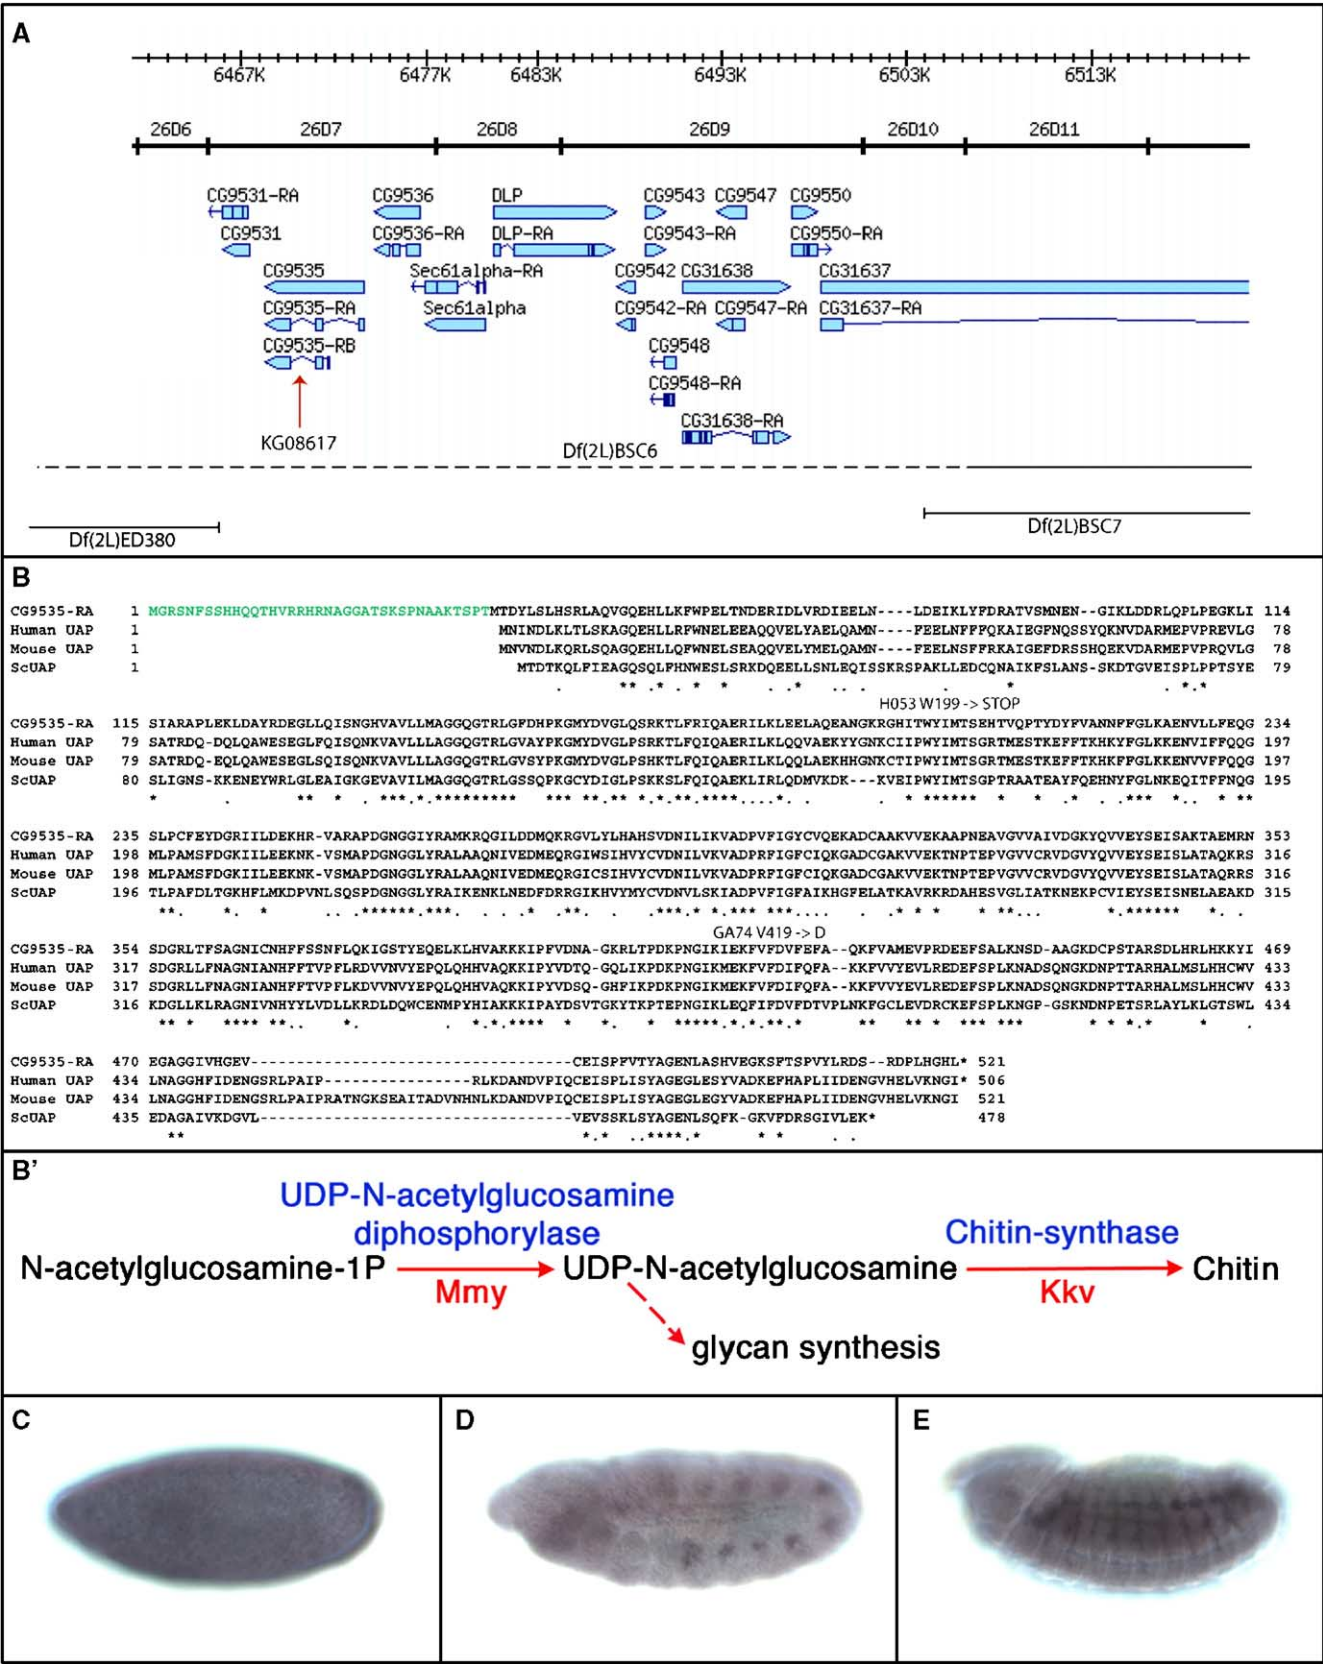 A
6467K 6477K 6483K 6493K 6503K 6513K
26D6 26D7 26D8 26D9 26D10 26D11
CG9531-RA CG9536 DLP CG9543 CG9547 CG9550
CG9531 CG9536-RA DLP-RA CG9543-RA CG9550-RA
CG9535 Sec61alpha-RA CG9542 CG31638 CG31637
CG9535-RA Sec61alpha CG9542-RA CG9547-RA CG31637-RA
CG9535-RB CG9548
CG9548-RA
CG31638-RA
KG08617 Df(2L)BSC6
Df(2L)ED380 Df(2L)BSC7
B
CG9535-RA 1 MGRSNFSSHHQQTHVRRHRNAGGATSKSPNAAKTSPTMTDYLSLHSRLAQVGQEHLLKFWPELTNDERIDLVRDIEELN----LDEIKLYFDRATVSMNEN--GIKLDDRLQPLPEGKLI 114
Human UAP 1 MNINDLKLTLSKAGQEHLLRFWNELEEAQQVELYAELQAMN----FEELNFFFQKAIEGFNQSSYQKNVDARMEPVPREVLG 78
Mouse UAP 1 MNVNDLKQRLSQAGQEHLLQFWNELSEAQQVELYMELQAMN----FEELNSFFRKAIGEFDRSSHQEKVDARMEPVPRQVLG 78
ScUAP 1 MTDTKQLFIEAGQSQLFHNWESLSRKDQEELLSNLEQISSKRSPAKLLEDCQNAIKFSLANS-SKDTGVEISPLPPTSYE 79
H053 W199 -> STOP
CG9535-RA 115 SIARAPLEKLDAYRDEGLLQISNGHVAVLLMAGGQGTRLGFDHPKGMYDVGLQSRKTLFRIQAERILKLEELAQEANGKRGHITWYIMTSEHTVQPTYDYFVANNFFGLKAENVLLFEQG 234
Human UAP 79 SATRDQ-DQLQAWESEGLFQISQNKVAVLLLAGGQGTRLGVAYPKGMYDVGLPSRKTLFQIQAERILKLQQVAEKYYGNKCIIPWYIMTSGRTMESTKEFFTKHKYFGLKKENVIFFQQG 197
Mouse UAP 79 SATRDQ-EQLQAWESEGLSQISQNKVAVLLLAGGQGTRLGVSYPKGMYDVGLPSHKTLFQIQAERILKLQQLAEKHHGNKCTIPWYIMTSGRTMESTKEFFTKHKFFGLKKENVVFFQQG 197
ScUAP 80 SLIGNS-KKENEYWRLGLEAIGKGEVAVILMAGGQGTRLGSSQPKGCYDIGLPSKKSLFQIQAEKLIRLQDMVKDK---KVEIPWYIMTSGPTRAATEAYFQEHNYFGLNKEQITFFNQG 195
CG9535-RA 235 SLPCFEYDGRIILDEKHR-VARAPDGNGGIYRAMKRQGILDDMQKRGVLYLHAHSVDNILIKVADPVFIGYCVQEKADCAAKVVEKAAPNEAVGVVAIVDGKYQVVEYSEISAKTAEMRN 353
Human UAP 198 MLPAMSFDGKIILEEKNK-VSMAPDGNGGLYRALAAQNIVEDMEQRGIWSIHVYCVDNILVKVADPRFIGFCIQKGADCGAKVVEKTNPTEPVGVVCRVDGVYQVVEYSEISLATAQKRS 316
Mouse UAP 198 MLPAMSFDGKIILEEKNK-VSMAPDGNGGLYRALAAQNIVEDMEQRGICSIHVYCVDNILVKVADPRFIGFCIQKGADCGAKVVEKTNPTEPVGVVCRVDGVYQVVEYSEISLATAQRRS 316
ScUAP 196 TLPAFDLTGKHFLMKDPVNLSQSPDGNGGLYRAIKENKLNEDFDRRGIKHVYMYCVDNVLSKIADPVFIGFAIKHGFELATKAVRKRDAHESVGLIATKNEKPCVIEYSEISNELAEAKD 315
GA74 V419 -> D
CG9535-RA 354 SDGRLTFSAGNICNHFFSSNFLQKIGSTYEQELKLHVAKKKIPFVDNA-GKRLTPDKPNGIKIEKFVFDVFEFA--QKFVAMEVPRDEEFSALKNSD-AAGKDCPSTARSDLHRLHKKYI 469
Human UAP 317 SDGRLLFNAGNIANHFFTVPFLRDVVNVYEPQLQHHVAQKKIPYVDTQ-GQLIKPDKPNGIKMEKFVFDIFQFA--KKFVVYEVLREDEFSPLKNADSQNGKDNPTTARHALMSLHHCWV 433
Mouse UAP 317 SDGRLLFNAGNIANHFFTVPFLKDVVNVYEPQLQHHVAQKKIPYVDSQ-GHFIKPDKPNGIKMEKFVFDIFQFA--KKFVVYEVLREDEFSPLKNADSQNGKDNPTTARHALMSLHHCWV 433
ScUAP 316 KDGLLKLRAGNIVNHYYLVDLLKRDLDQWCENMPYHIAKKKIPAYDSVTGKYTKPTEPNGIKLEQFIFDVFDTVPLNKFGCLEVDRCKEFSPLKNGP-GSKNDNPETSRLAYLKLGTSWL 434
CG9535-RA 470 EGAGGIVHGEV----------------------------------CEISPFVTYAGENLASHVEGKSFTSPVYLRDS--RDPLHGHL* 521
Human UAP 434 LNAGGHFIDENGSRLPAIP----------------RLKDANDVPIQCEISPLISYAGEGLESYVADKEFHAPLIIDENGVHELVKNGI* 506
Mouse UAP 434 LNAGGHFIDENGSRLPAIPRATNGKSEAITADVNHNLKDANDVPIQCEISPLISYAGEGLEGYVADKEFHAPLIIDENGVHELVKNGI 521
ScUAP 435 EDAGAIVKDGVL----------------------------------VEVSSKLSYAGENLSQFK-GKVFDRSGIVLEK* 478
B’
UDP-N-acetylglucosamine
diphosphorylase Chitin-synthase
N-acetylglucosamine-1P UDP-N-acetylglucosamine Chitin
Mmy Kkv
glycan synthesis
C D E